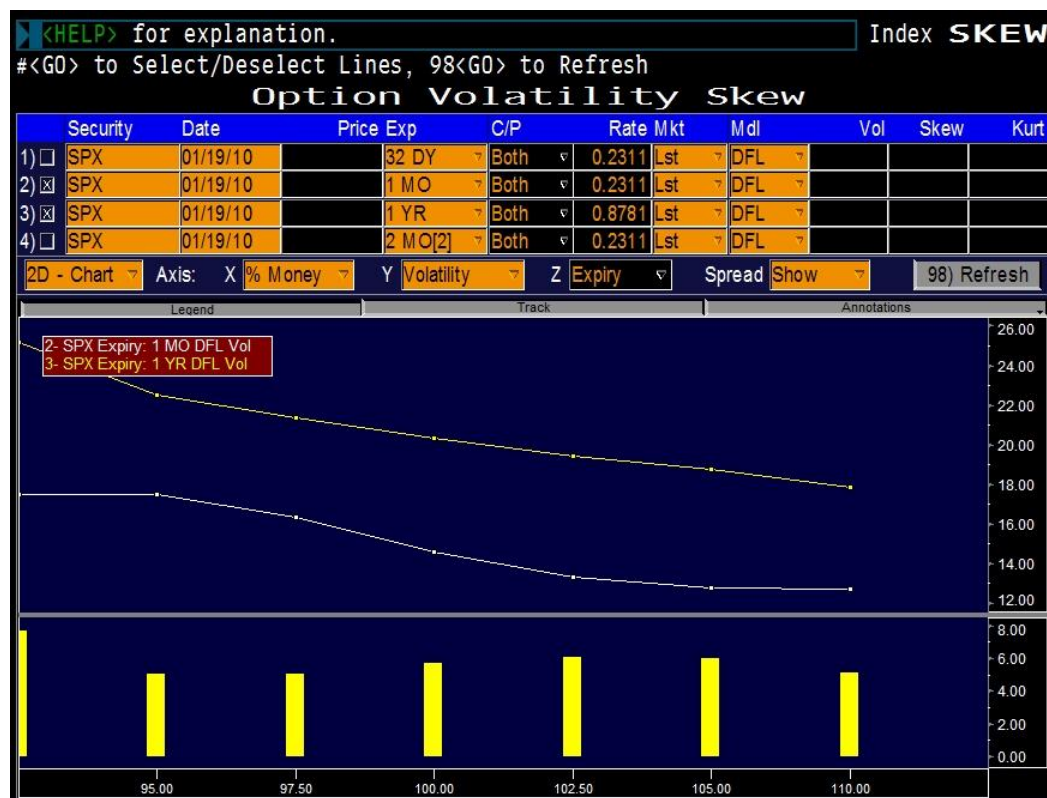 <HELP> for explanation. Index SKEW
#<GO> to Select/Deselect Lines, 98<GO> to Refresh
Option Volatility Skew
Security Date Price Exp C/P Rate Mkt Mdl Vol Skew Kurt
1) SPX 01/19/10 32 DY Both 0.2311 Lst DFL
2) SPX 01/19/10 1 MO Both 0.2311 Lst DFL
3) SPX 01/19/10 1 YR Both 0.8781 Lst DFL
4) SPX 01/19/10 2 MO[2] Both 0.2311 Lst DFL
2D - Chart Axis: X % Money Y Volatility Z Expiry Spread Show 98) Refresh
Legend Track Annotations
2- SPX Expiry: 1 MO DFL Vol
3- SPX Expiry: 1 YR DFL Vol
26.00
24.00
22.00
20.00
18.00
16.00
14.00
12.00
8.00
6.00
4.00
2.00
0.00
95.00 97.50 100.00 102.50 105.00 110.00